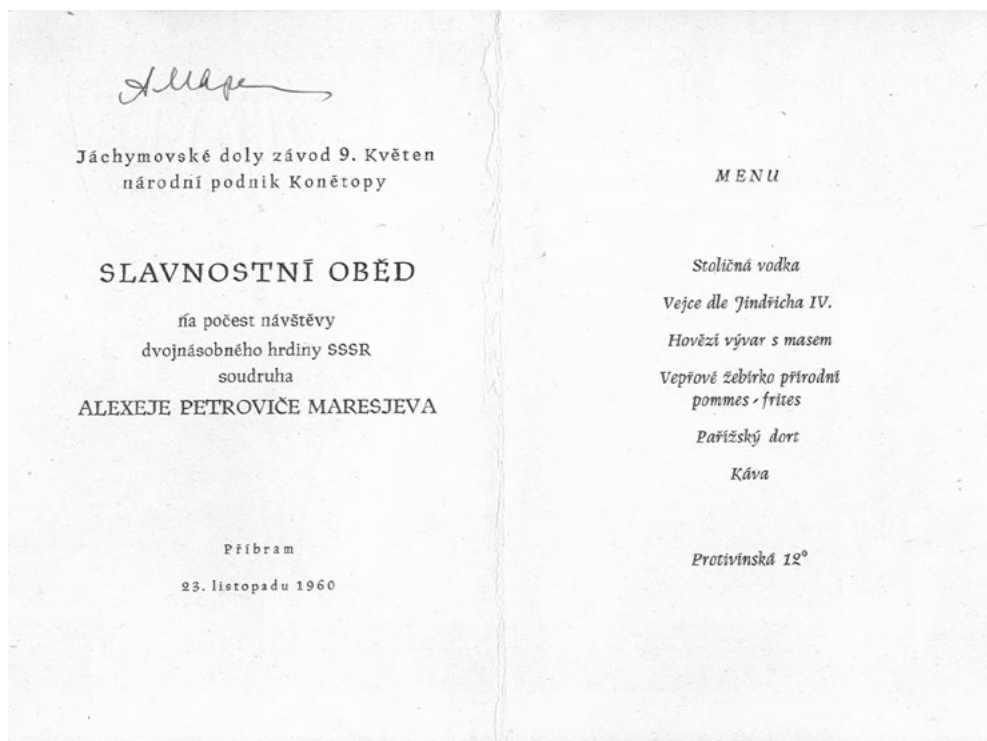 Jáchymovské doly závod 9. Květen
národní podnik Konětopy
SLAVNOSTNÍ OBĚD
na počest návštěvy
dvojnásobného hrdiny SSSR
soudruha
ALEXEJE PETROVIČE MARESJEVA
Příbram
23. listopadu 1960
MENU
Stoličná vodka
Vejce dle Jindřicha IV.
Hovězí vývar s masem
Vepřové žebírko přírodní
pommes - frites
Pařížský dort
Káva
Protivínská 12°